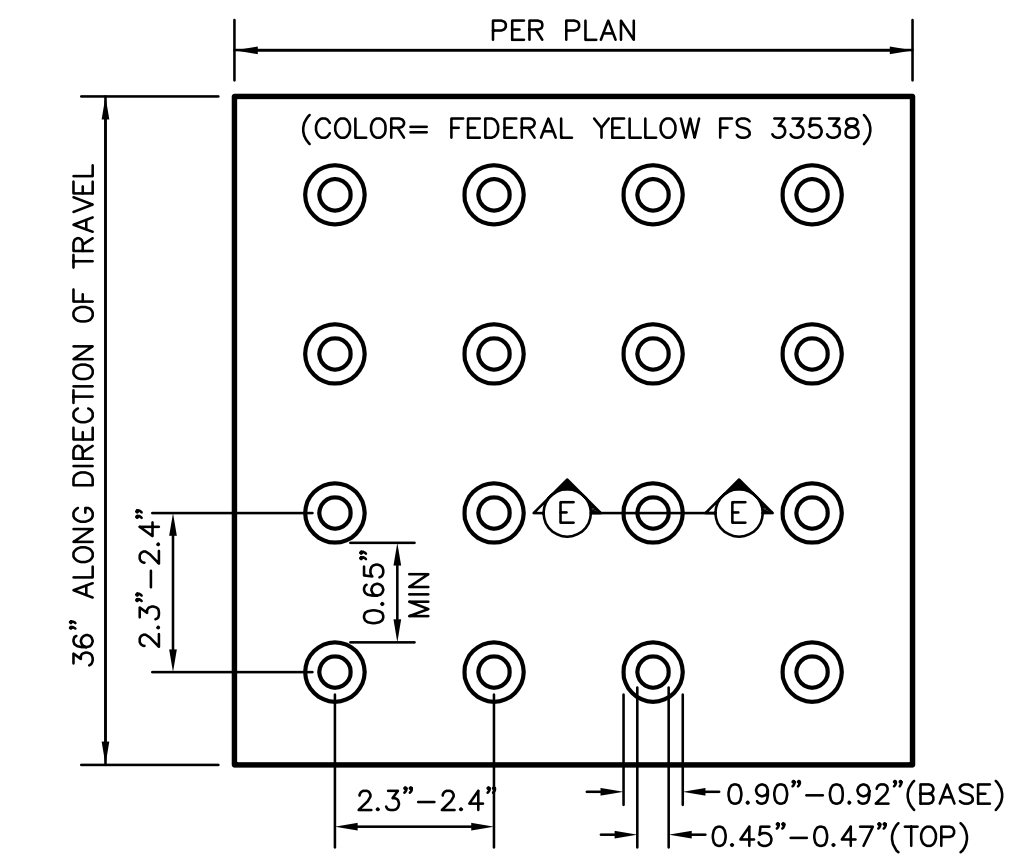 PER PLAN
(COLOR= FEDERAL YELLOW FS 33538)
36" ALONG DIRECTION OF TRAVEL
2.3"-2.4"
0.65"
MIN
E
E
2.3"-2.4"
0.90"-0.92"(BASE)
0.45"-0.47"(TOP)